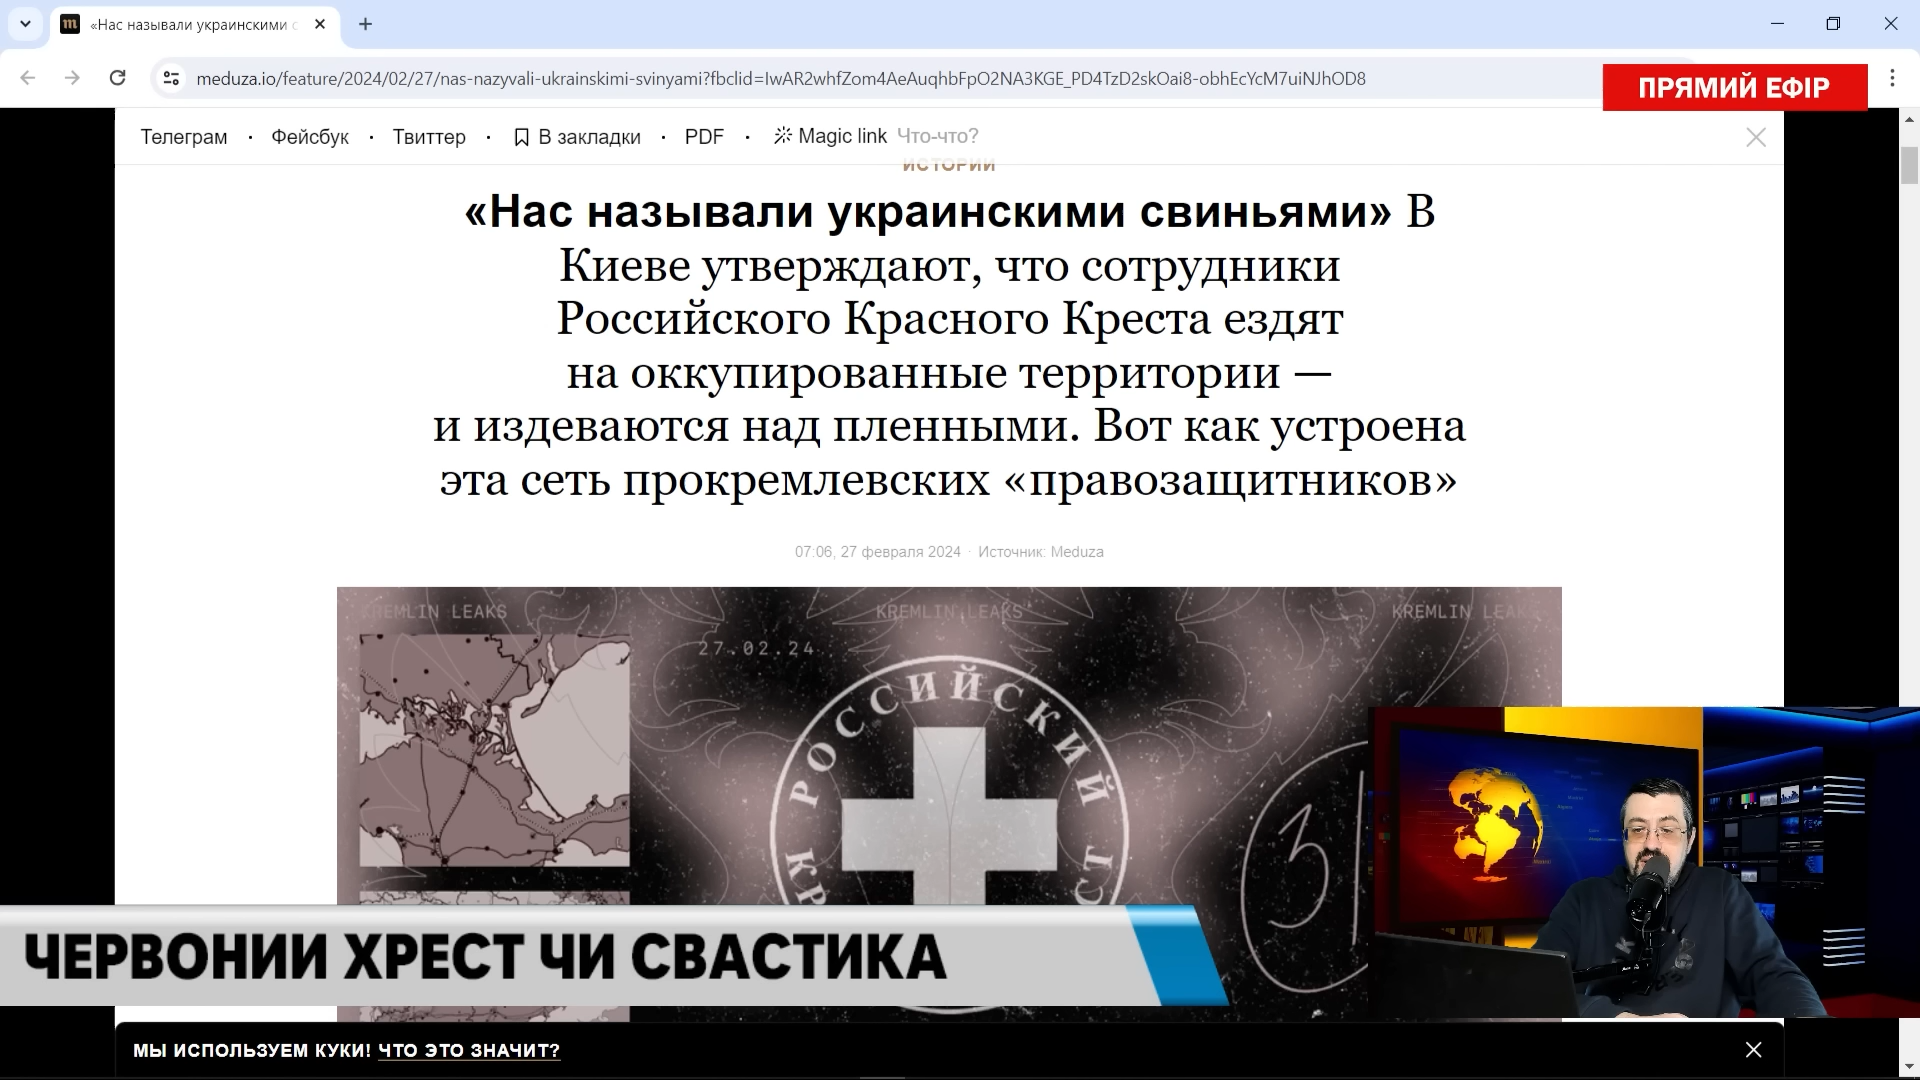 «Нас называли украинскими с
meduza.io/feature/2024/02/27/nas-nazyvali-ukrainskimi-svinyami?fbclid=IwAR2whfZom4AeAuqhbFpO2NA3KGE_PD4TzD2skOai8-obhEcYcM7uiNJhOD8
ПРЯМИЙ ЕФІР
Телеграм · Фейсбук · Твиттер · В закладки · PDF · Magic link Что-что?
ИСТОРИИ
«Нас называли украинскими свиньями» В
Киеве утверждают, что сотрудники
Российского Красного Креста ездят
на оккупированные территории —
и издеваются над пленными. Вот как устроена
эта сеть прокремлевских «правозащитников»
07:06, 27 февраля 2024 · Источник: Meduza
KREMLIN LEAKS KREMLIN LEAKS KREMLIN LEAKS
27.02.24
РОССИЙСКИЙ
ЧЕРВОНИИ ХРЕСТ ЧИ СВАСТИКА
МЫ ИСПОЛЬЗУЕМ КУКИ! ЧТО ЭТО ЗНАЧИТ?